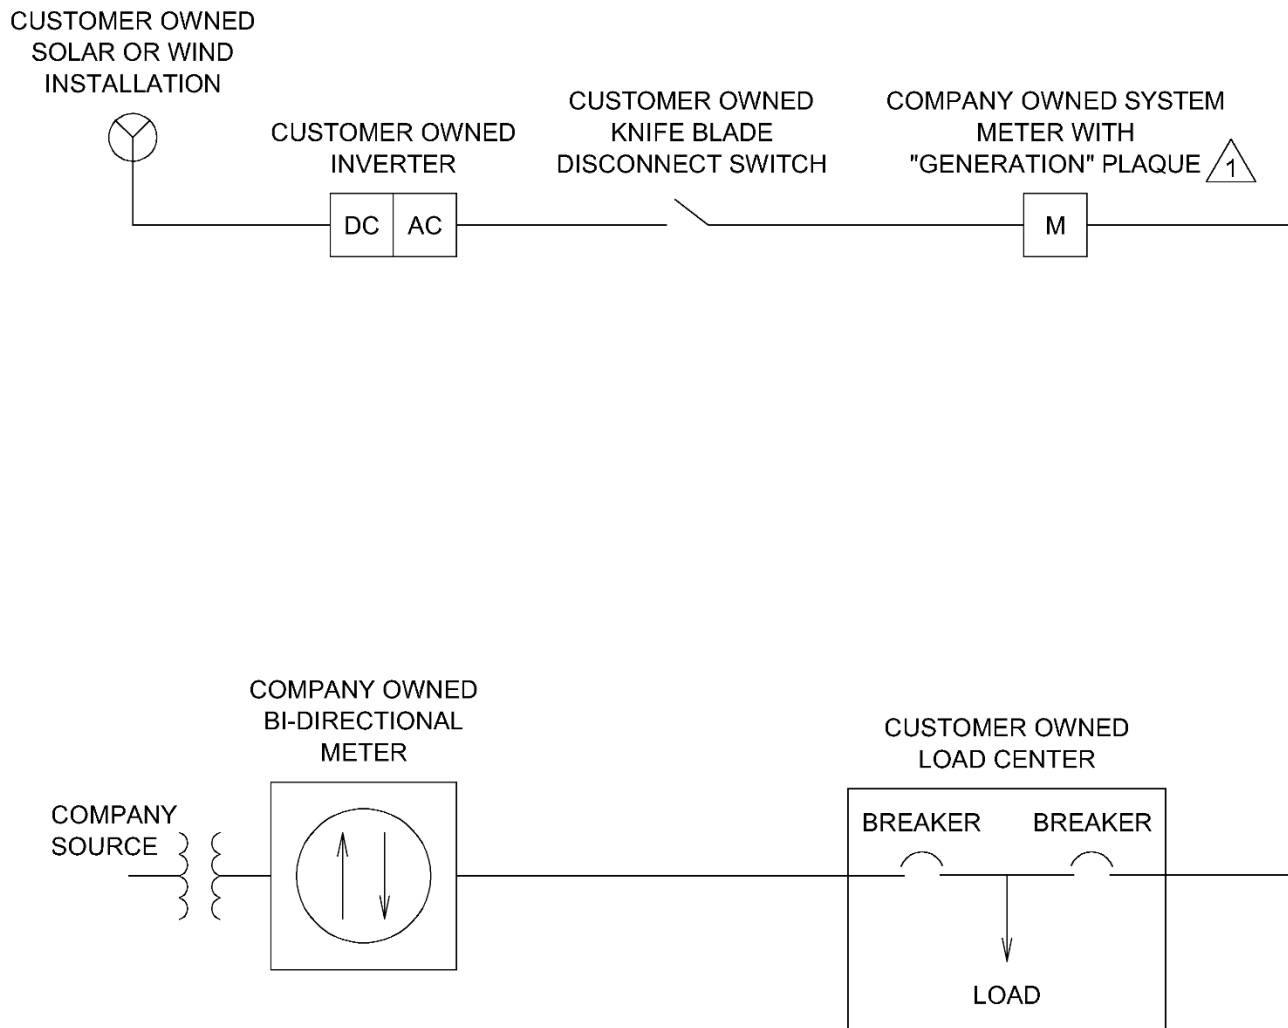 CUSTOMER OWNED
SOLAR OR WIND
INSTALLATION
CUSTOMER OWNED
INVERTER
DC
AC
CUSTOMER OWNED
KNIFE BLADE
DISCONNECT SWITCH
COMPANY OWNED SYSTEM
METER WITH
"GENERATION" PLAQUE
1
M
COMPANY OWNED
BI-DIRECTIONAL
METER
COMPANY
SOURCE
CUSTOMER OWNED
LOAD CENTER
BREAKER
BREAKER
LOAD